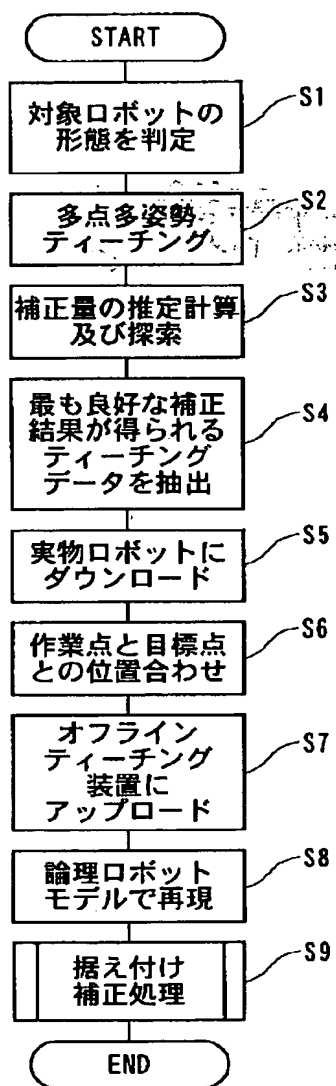 START
対象ロボットの
形態を判定
S1
多点多姿勢
ティーチング
S2
補正量の推定計算
及び探索
S3
最も良好な補正
結果が得られる
ティーチング
データを抽出
S4
実物ロボットに
ダウンロード
S5
作業点と目標点
との位置合わせ
S6
オフライン
ティーチング
装置に
アップロード
S7
論理ロボット
モデルで再現
S8
据え付け
補正処理
S9
END